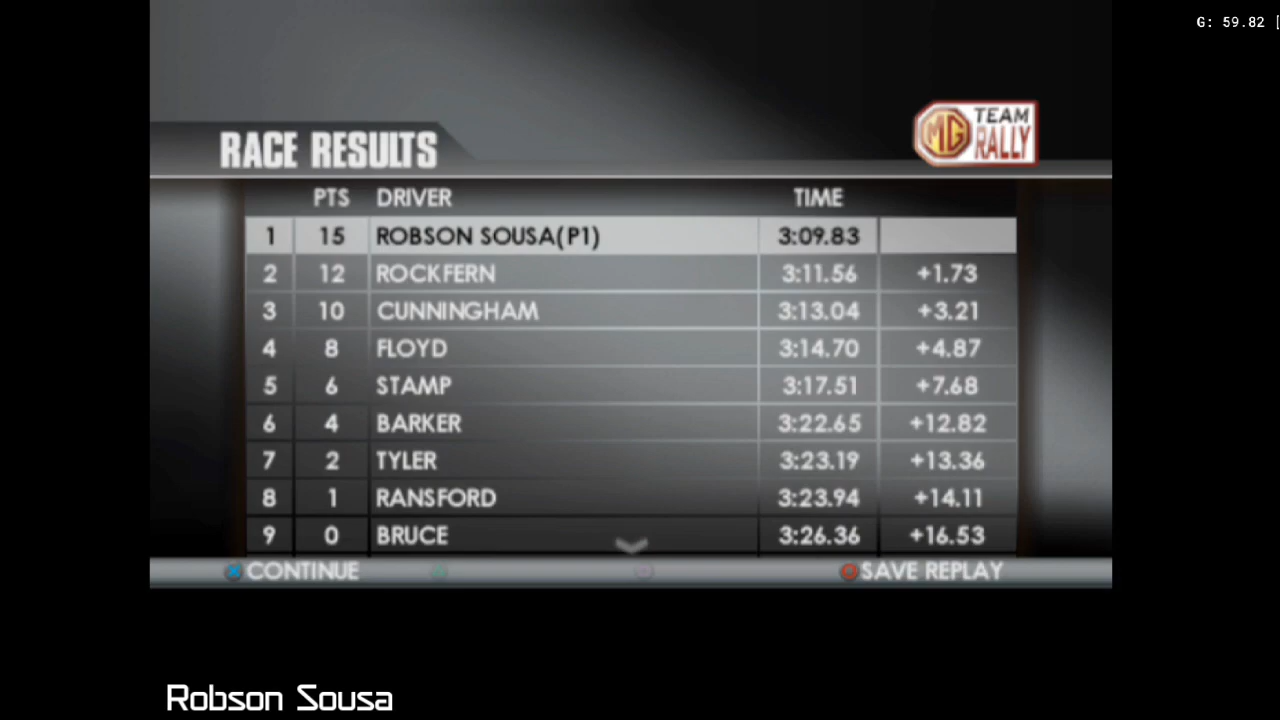 G: 59.82 [
MG TEAM RALLY
RACE RESULTS
PTS DRIVER TIME
1 15 ROBSON SOUSA(P1) 3:09.83
2 12 ROCKFERN 3:11.56 +1.73
3 10 CUNNINGHAM 3:13.04 +3.21
4 8 FLOYD 3:14.70 +4.87
5 6 STAMP 3:17.51 +7.68
6 4 BARKER 3:22.65 +12.82
7 2 TYLER 3:23.19 +13.36
8 1 RANSFORD 3:23.94 +14.11
9 0 BRUCE 3:26.36 +16.53
CONTINUE SAVE REPLAY
Robson Sousa